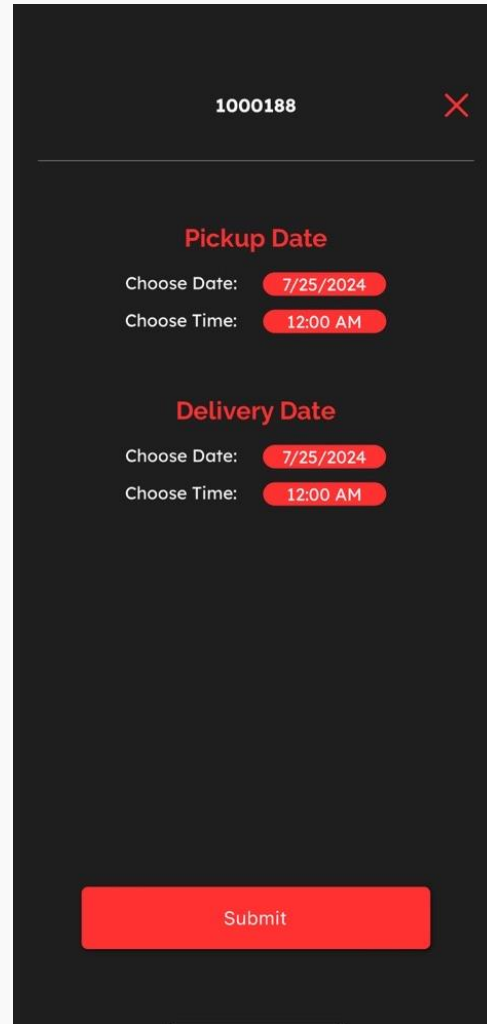 1000188
Pickup Date
Choose Date: 7/25/2024
Choose Time: 12:00 AM
Delivery Date
Choose Date: 7/25/2024
Choose Time: 12:00 AM
Submit